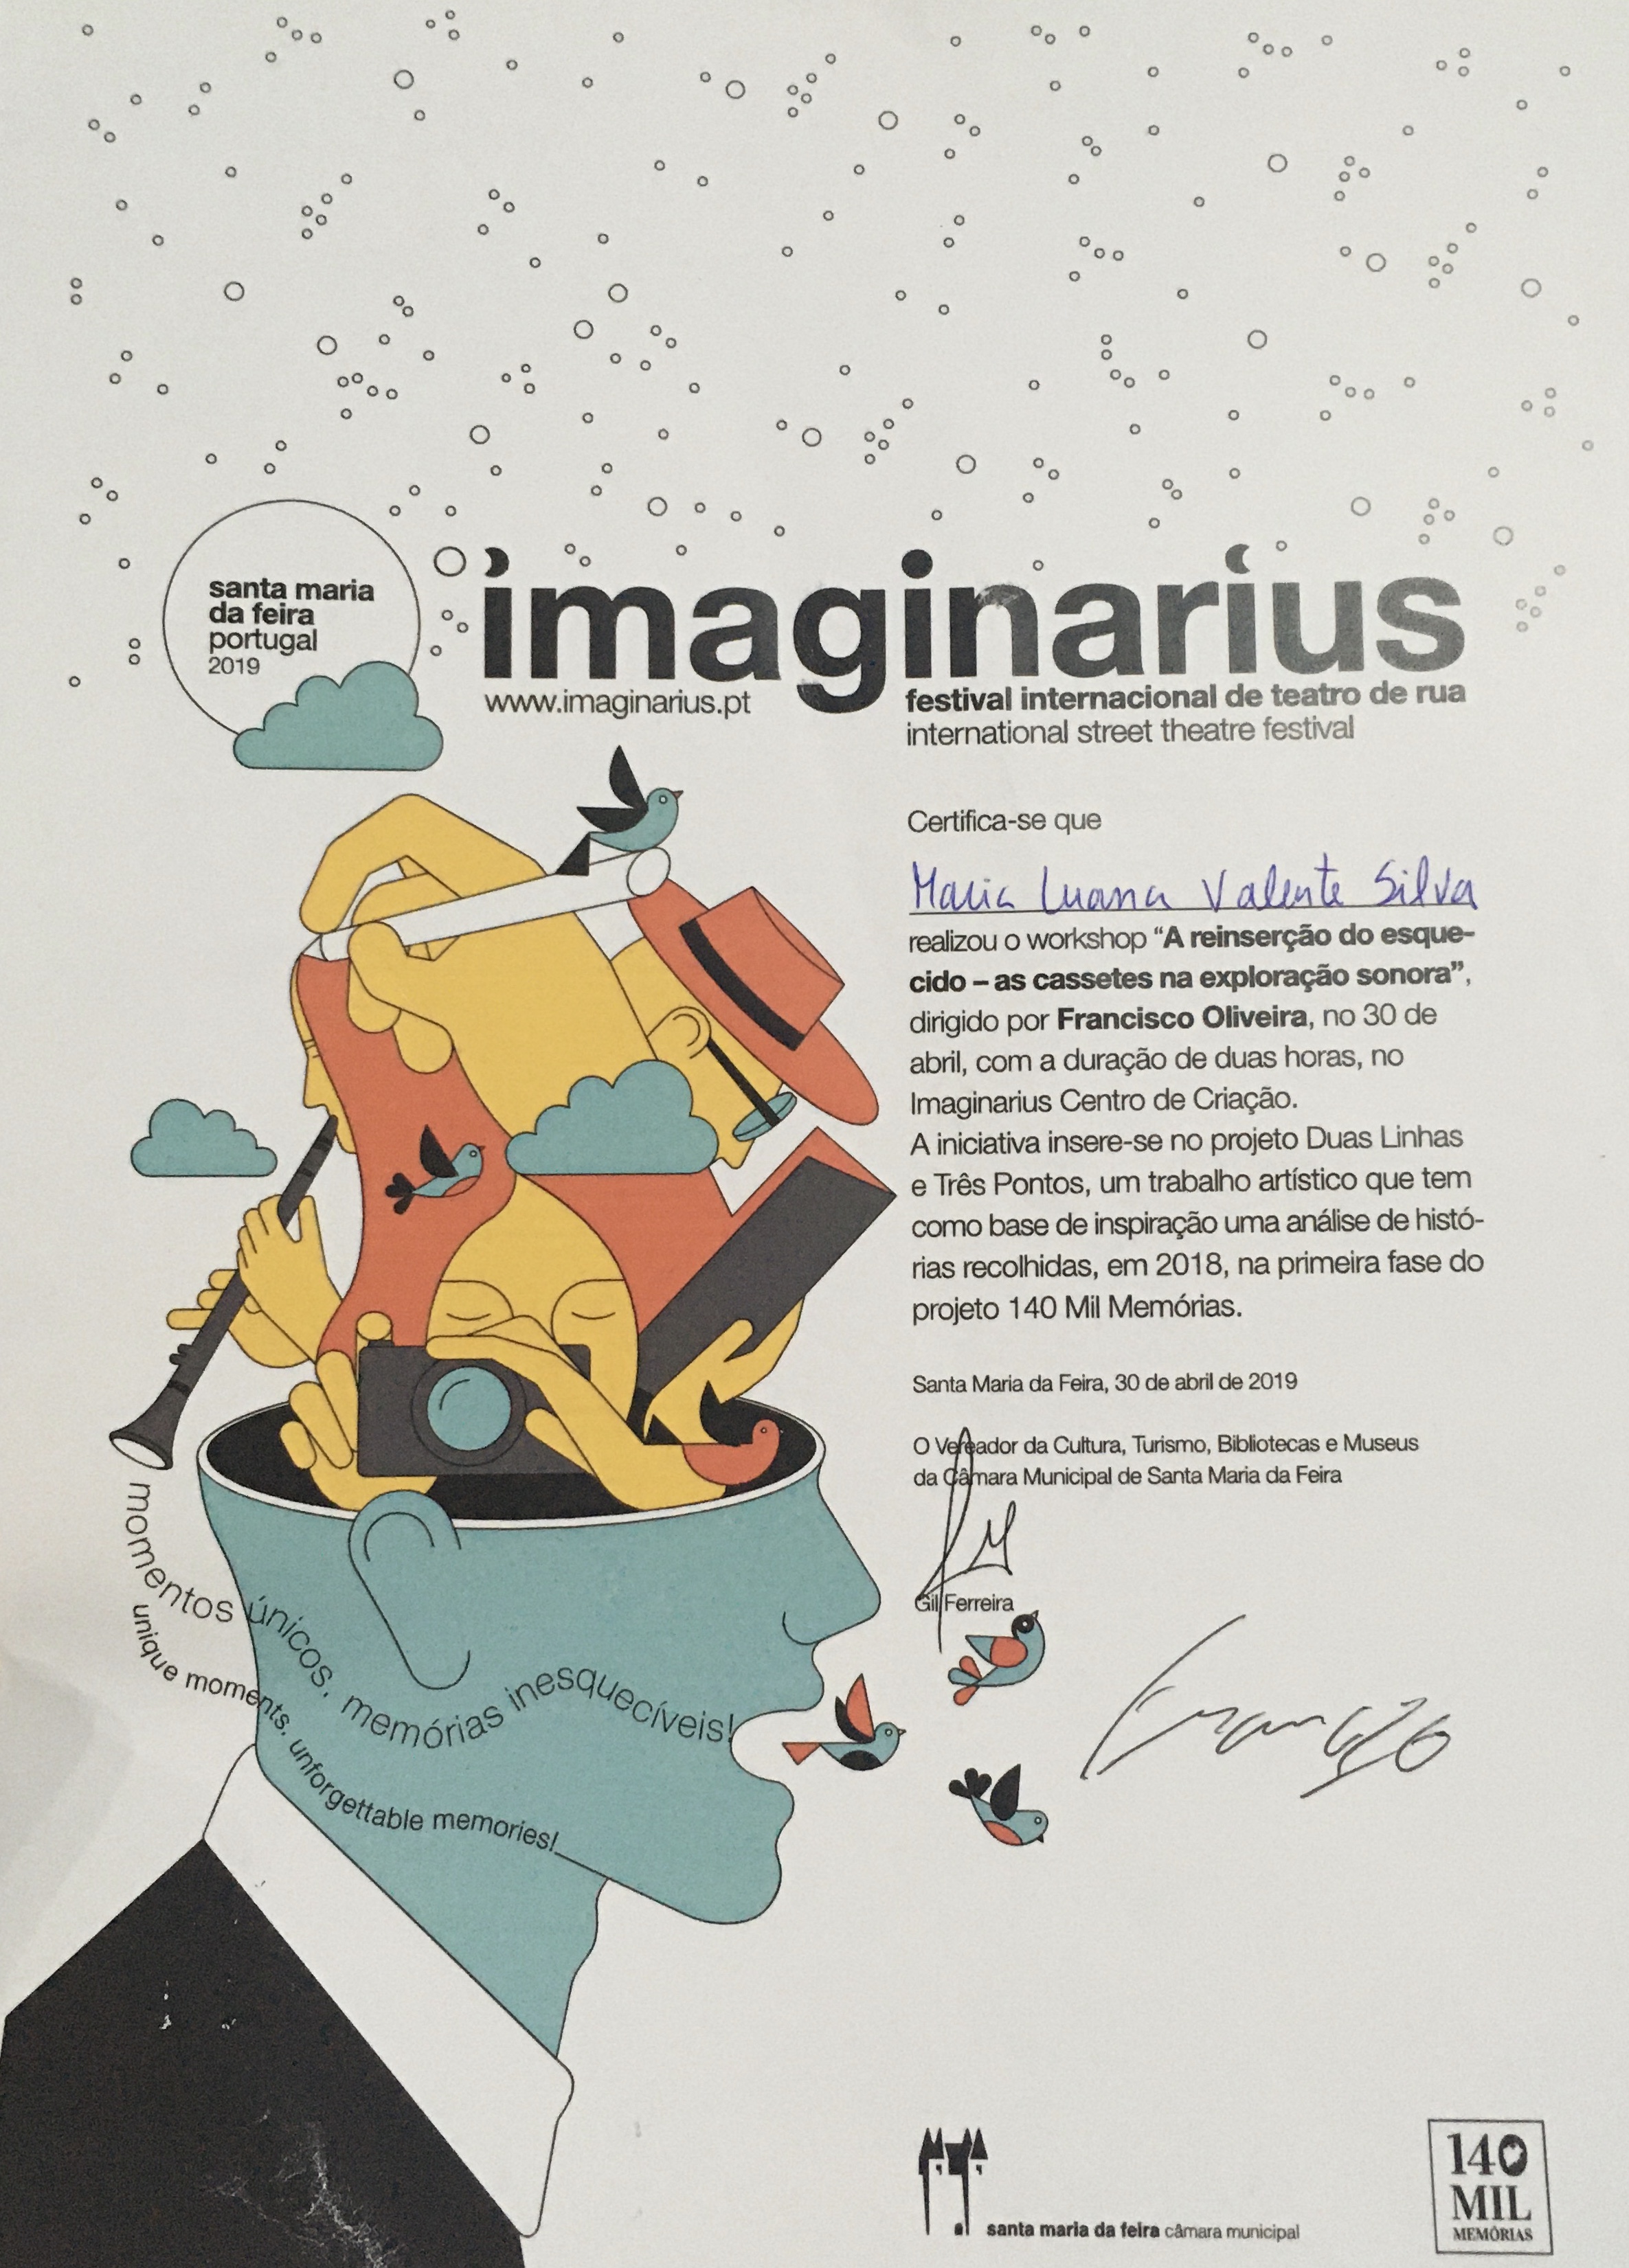 santa maria
da feira
portugal
2019
imaginarius
www.imaginarius.pt
festival internacional de teatro de rua
international street theatre festival
Certifica-se que
Maria Luana Valente Silva
realizou o workshop “A reinserção do esque-
cido – as cassetes na exploração sonora”,
dirigido por Francisco Oliveira, no 30 de
abril, com a duração de duas horas, no
Imaginarius Centro de Criação.
A iniciativa insere-se no projeto Duas Linhas
e Três Pontos, um trabalho artístico que tem
como base de inspiração uma análise de histó-
rias recolhidas, em 2018, na primeira fase do
projeto 140 Mil Memórias.
Santa Maria da Feira, 30 de abril de 2019
O Vereador da Cultura, Turismo, Bibliotecas e Museus
da Câmara Municipal de Santa Maria da Feira
Gil Ferreira
momentos únicos, memórias inesquecíveis!
unique moments, unforgettable memories!
santa maria da feira câmara municipal
140
MIL
MEMÓRIAS